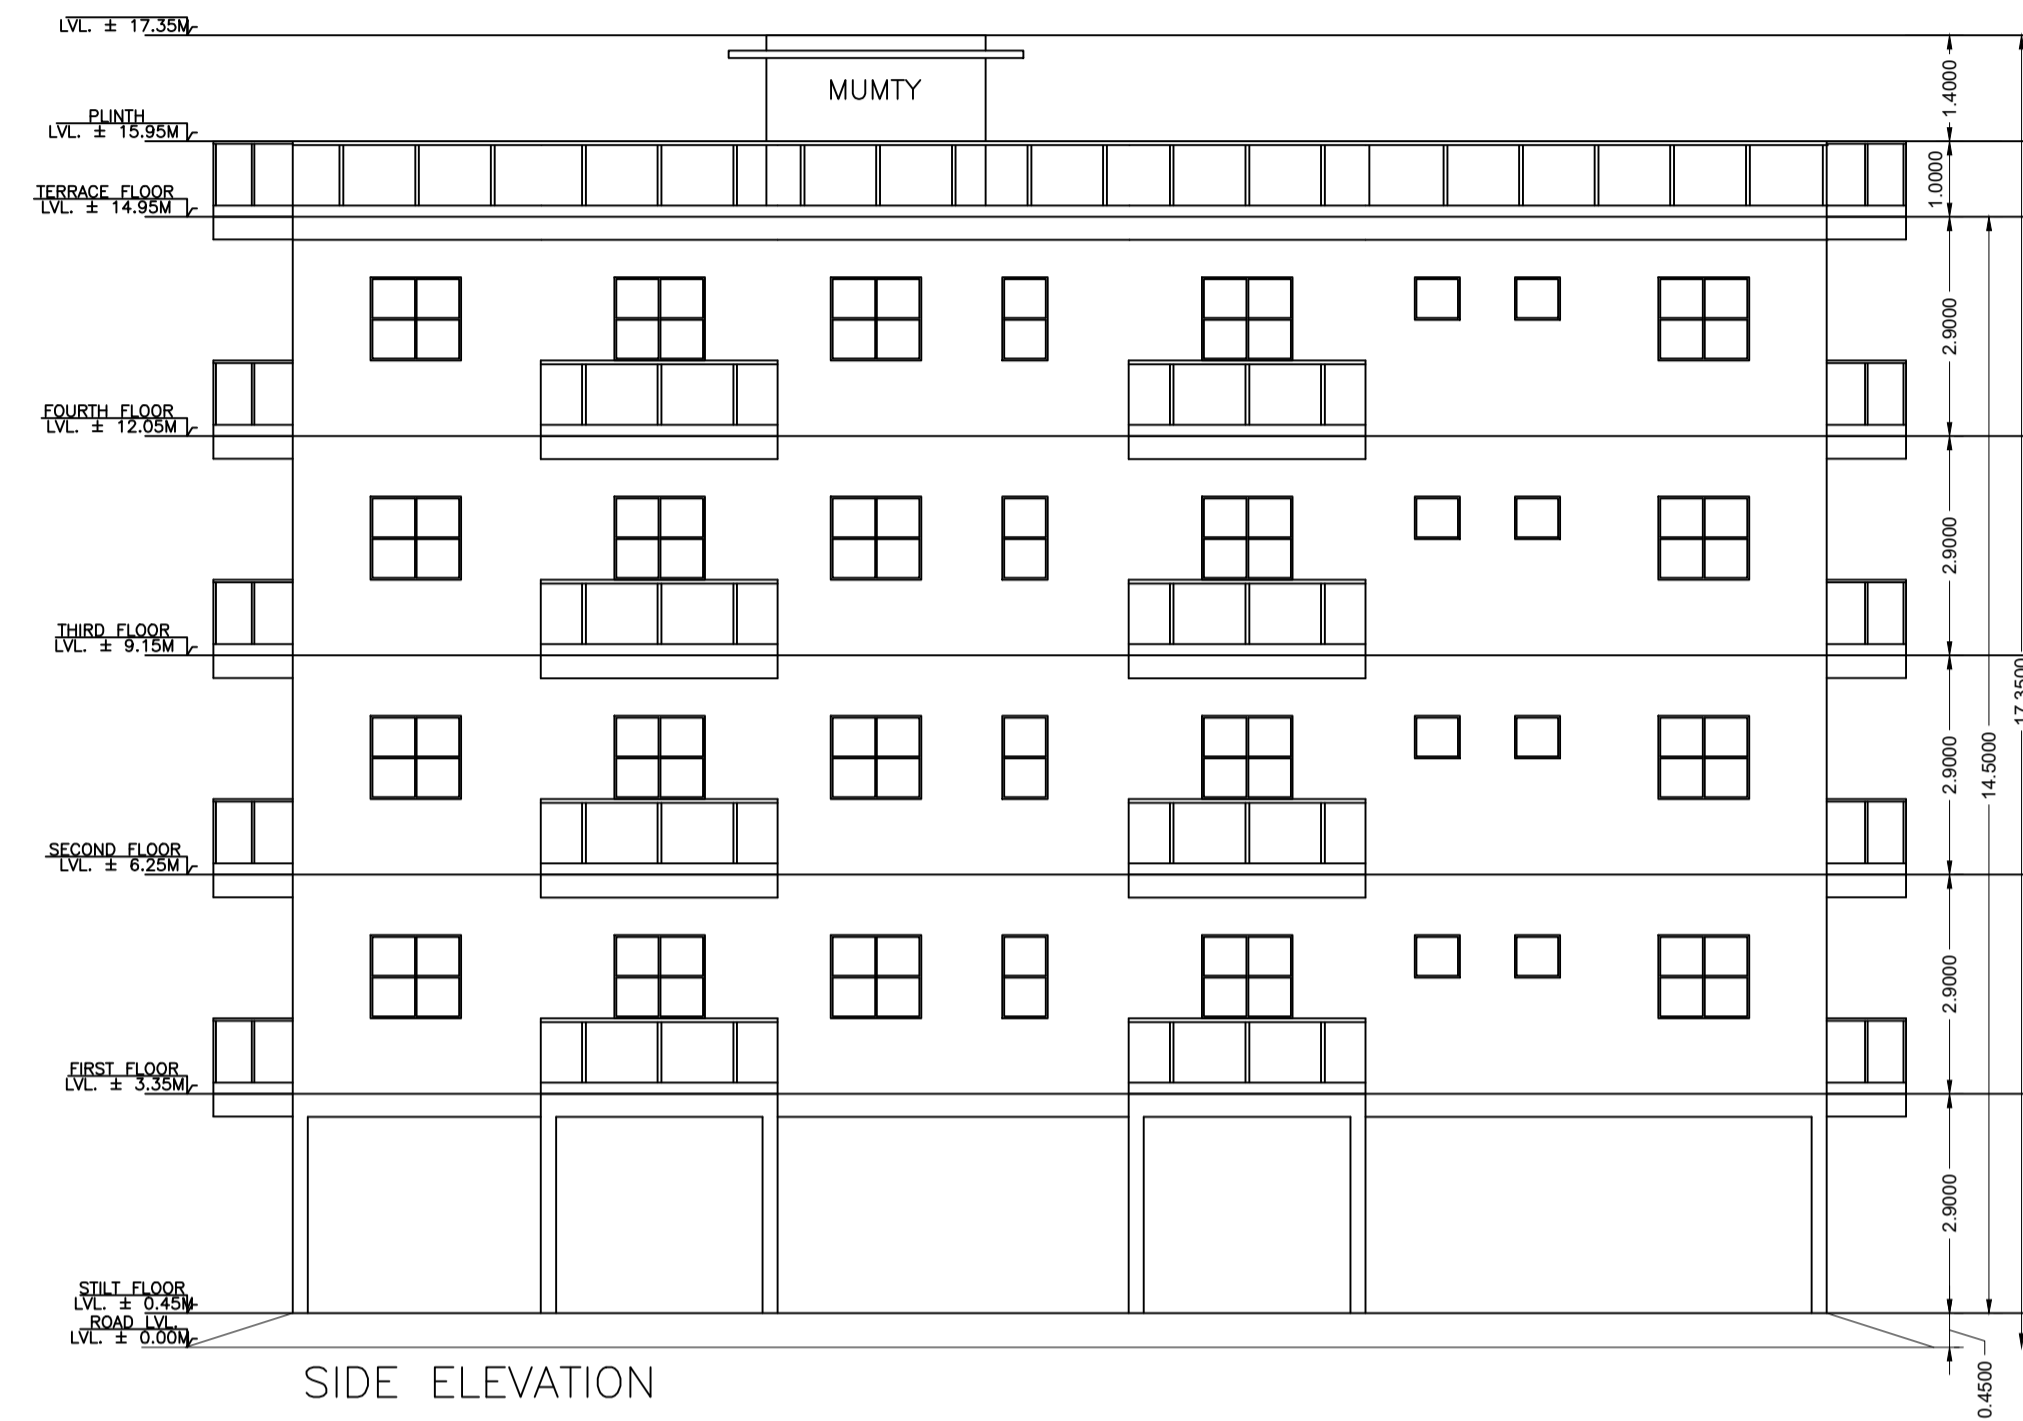 LVL. ± 17.35M
MUMTY
PLINTH
LVL. ± 15.95M
TERRACE FLOOR
LVL. ± 14.95M
FOURTH FLOOR
LVL. ± 12.05M
THIRD FLOOR
LVL. ± 9.15M
SECOND FLOOR
LVL. ± 6.25M
FIRST FLOOR
LVL. ± 3.35M
STILT FLOOR
LVL. ± 0.45M
ROAD LVL.
LVL. ± 0.00M
1.4000
1.0000
2.9000
2.9000
2.9000
2.9000
2.9000
0.4500
14.5000
17.3500
SIDE ELEVATION